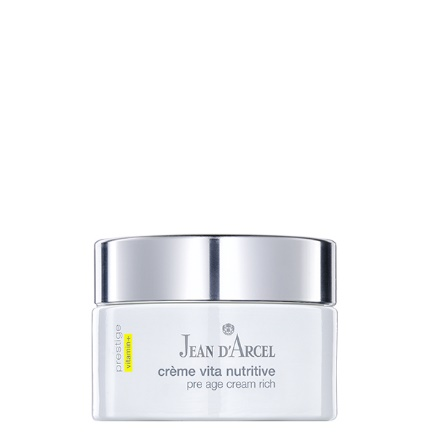 JEAN D'ARCEL
crème vita nutritive
pre age cream rich
prestige
vitamin+